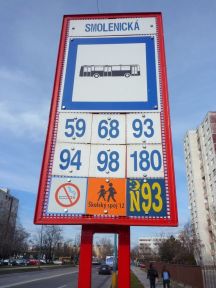 SMOLENICKÁ
59 68 93
94 98 180
Školský spoj 12
N93